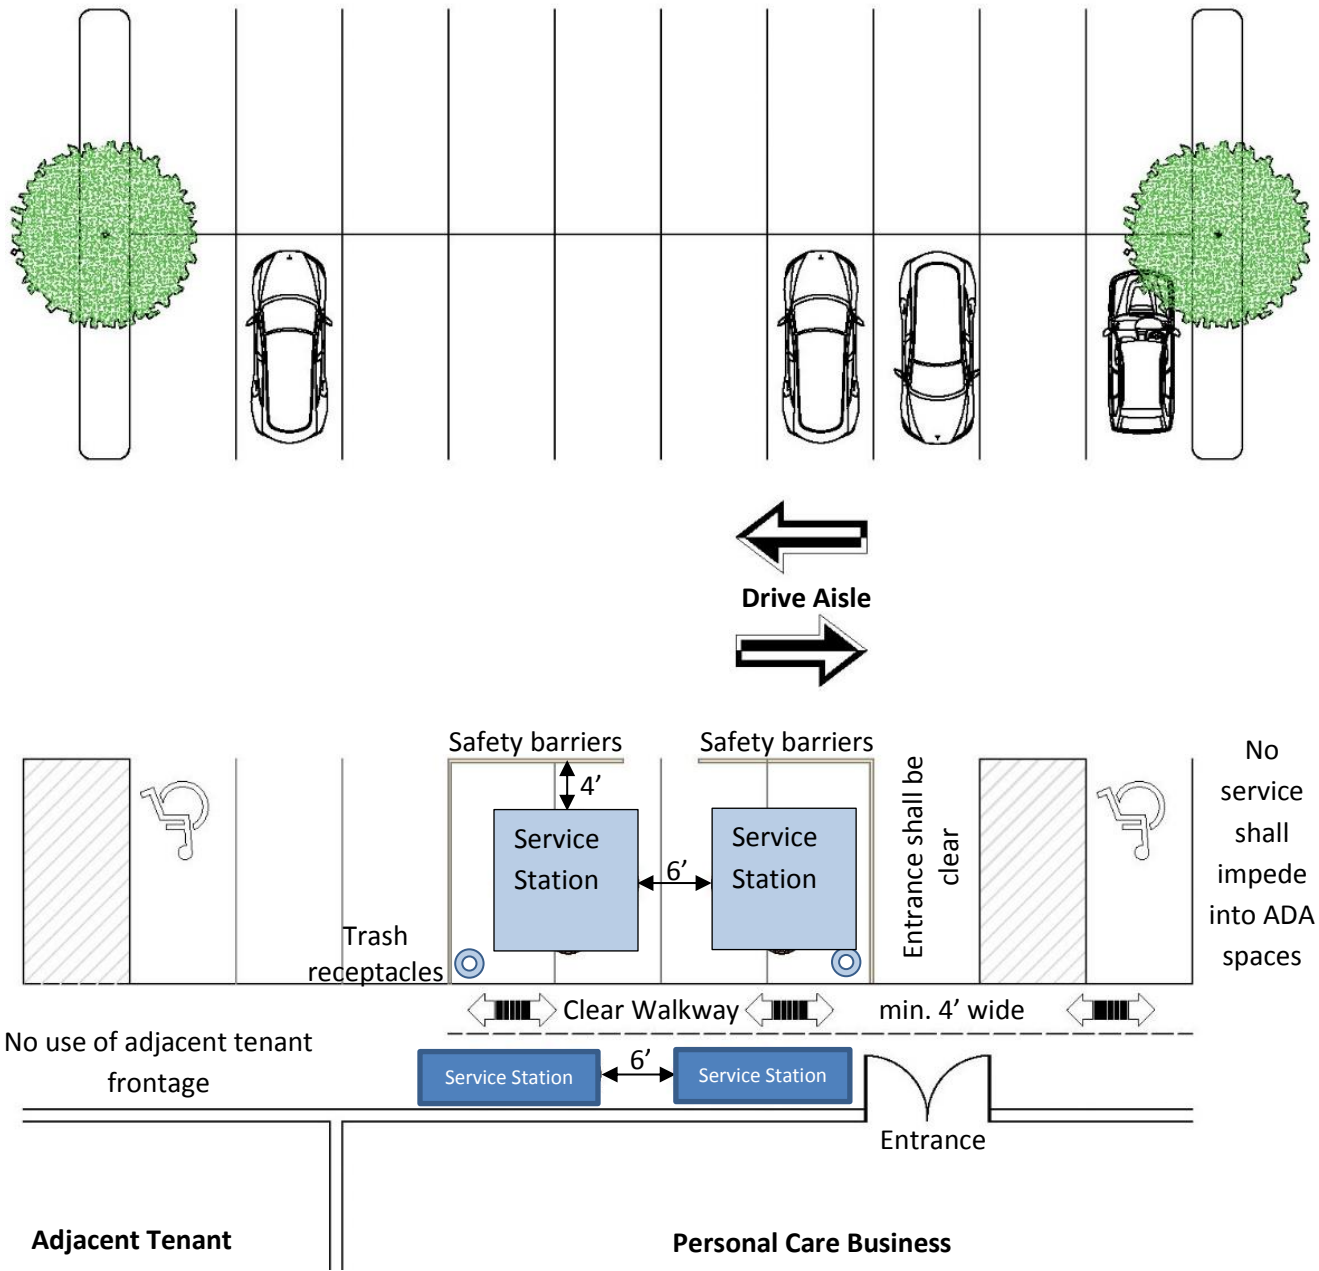 Drive Aisle
Safety barriers
Safety barriers
4’
Service
Station
6’
Service
Station
Entrance shall be
clear
No
service
shall
impede
into ADA
spaces
Trash
receptacles
Clear Walkway
min. 4’ wide
No use of adjacent tenant
frontage
Service Station
6’
Service Station
Entrance
Adjacent Tenant
Personal Care Business